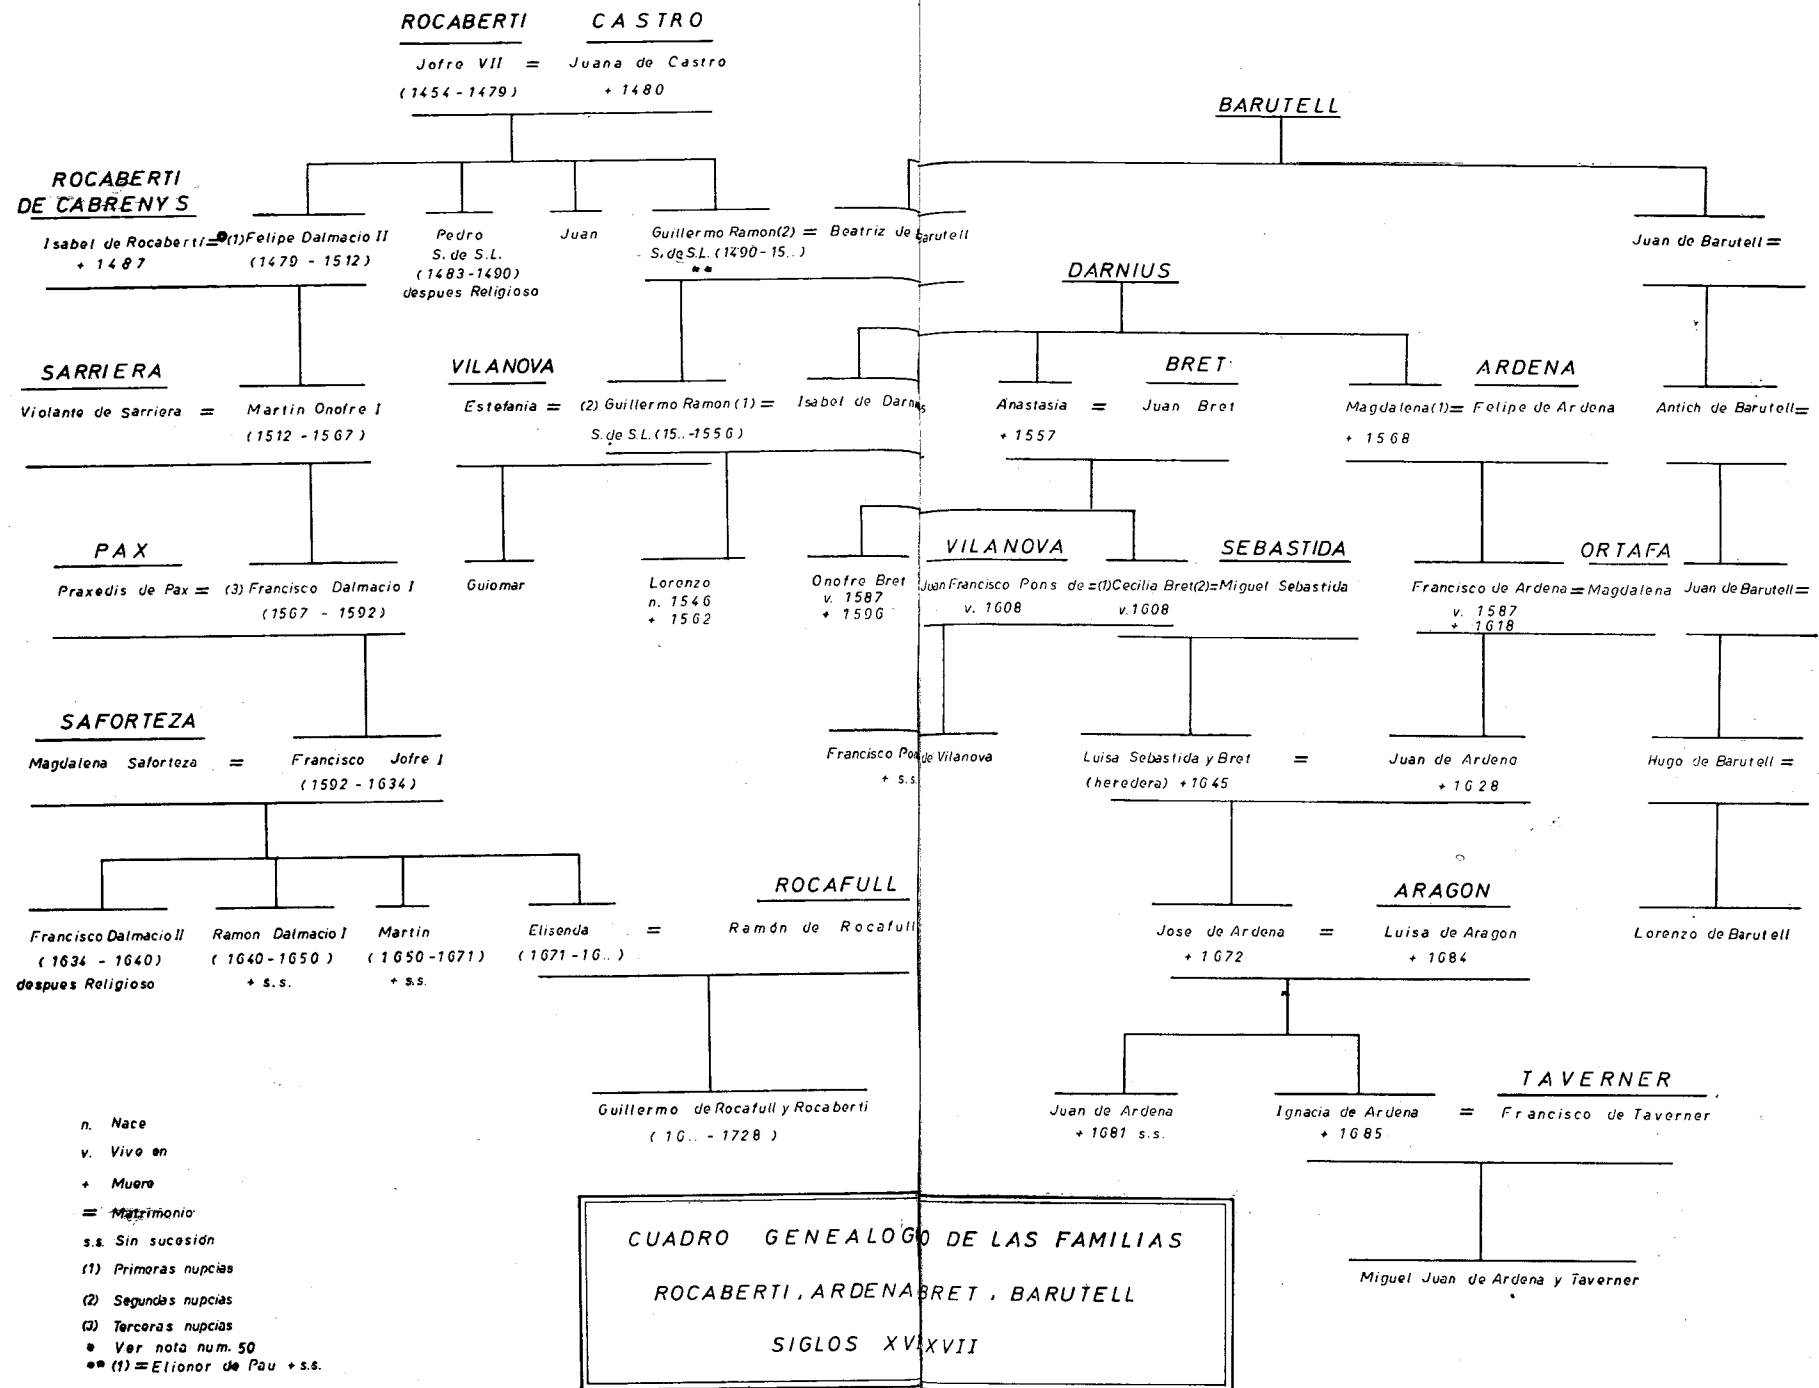 ROCABERTI CASTRO
Jofre VII = Juana de Castro
(1454-1479) + 1480
BARUTELL
ROCABERTI
DE CABRENYS
Isabel de Rocaberti= (1)Felipe Dalmacio II
+ 1487 (1479 - 1512)
Pedro
S. de S.L.
(1483-1490)
despues Religioso
Juan
Guillermo Ramon(2) = Beatriz de barutell
S. de S.L. (1490-15..)
**
Juan de Barutell=
DARNIUS
SARRIERA
Violante de Sarriera = Martin Onofre I
(1512 - 1567)
VILANOVA
Estefania = (2) Guillermo Ramon (1) = Isabel de
S. de S.L. (15..-1556)
BRET
Anastasia = Juan Bret
+ 1557
ARDENA
Magdalena(1)= Felipe de Ardena
+ 1568
Antich de Barutell=
PAX
Praxedis de Pax = (3) Francisco Dalmacio I
(1567 - 1592)
Guiomar
Lorenzo
n. 1546
+ 1562
Onofre Bret
v. 1587
+ 1596
VILANOVA SEBASTIDA
Juan Francisco Pons de =(1)Cecilia Bret(2)=Miguel Sebastida
v. 1608 v.1608
ORTAFA
Francisco de Ardena = Magdalena
v. 1587
+ 1618
Juan de Barutell=
SAFORTEZA
Magdalena Saforteza = Francisco Jofre I
(1592 - 1634)
Francisco de Vilanova
+ s.s.
Luisa Sebastida y Bret = Juan de Ardena
(heredera) +1645 + 1628
Hugo de Barutell =
Francisco Dalmacio II
(1634 - 1640)
despues Religioso
Ramon Dalmacio I
(1640-1650)
+ s.s.
Martin
(1650-1671)
+ s.s.
ROCAFULL
Elisenda = Ramón de Rocafull
(1671-16..)
ARAGON
Jose de Ardena = Luisa de Aragon
+ 1672 + 1684
Lorenzo de Barutell
Guillermo de Rocafull y Rocaberti
(16.. - 1728)
TAVERNER
Juan de Ardena
+ 1681 s.s.
Ignacia de Ardena = Francisco de Taverner
+ 1685
Miguel Juan de Ardena y Taverner
n. Nace
v. Vive en
+ Muere
= Matrimonio
s.s. Sin sucesión
(1) Primeras nupcias
(2) Segundas nupcias
(3) Terceras nupcias
* Ver nota num. 50
** (1) = Elionor de Pau + s.s.
CUADRO GENEALOGO DE LAS FAMILIAS
ROCABERTI, ARDENA BRET, BARUTELL
SIGLOS XV XVII